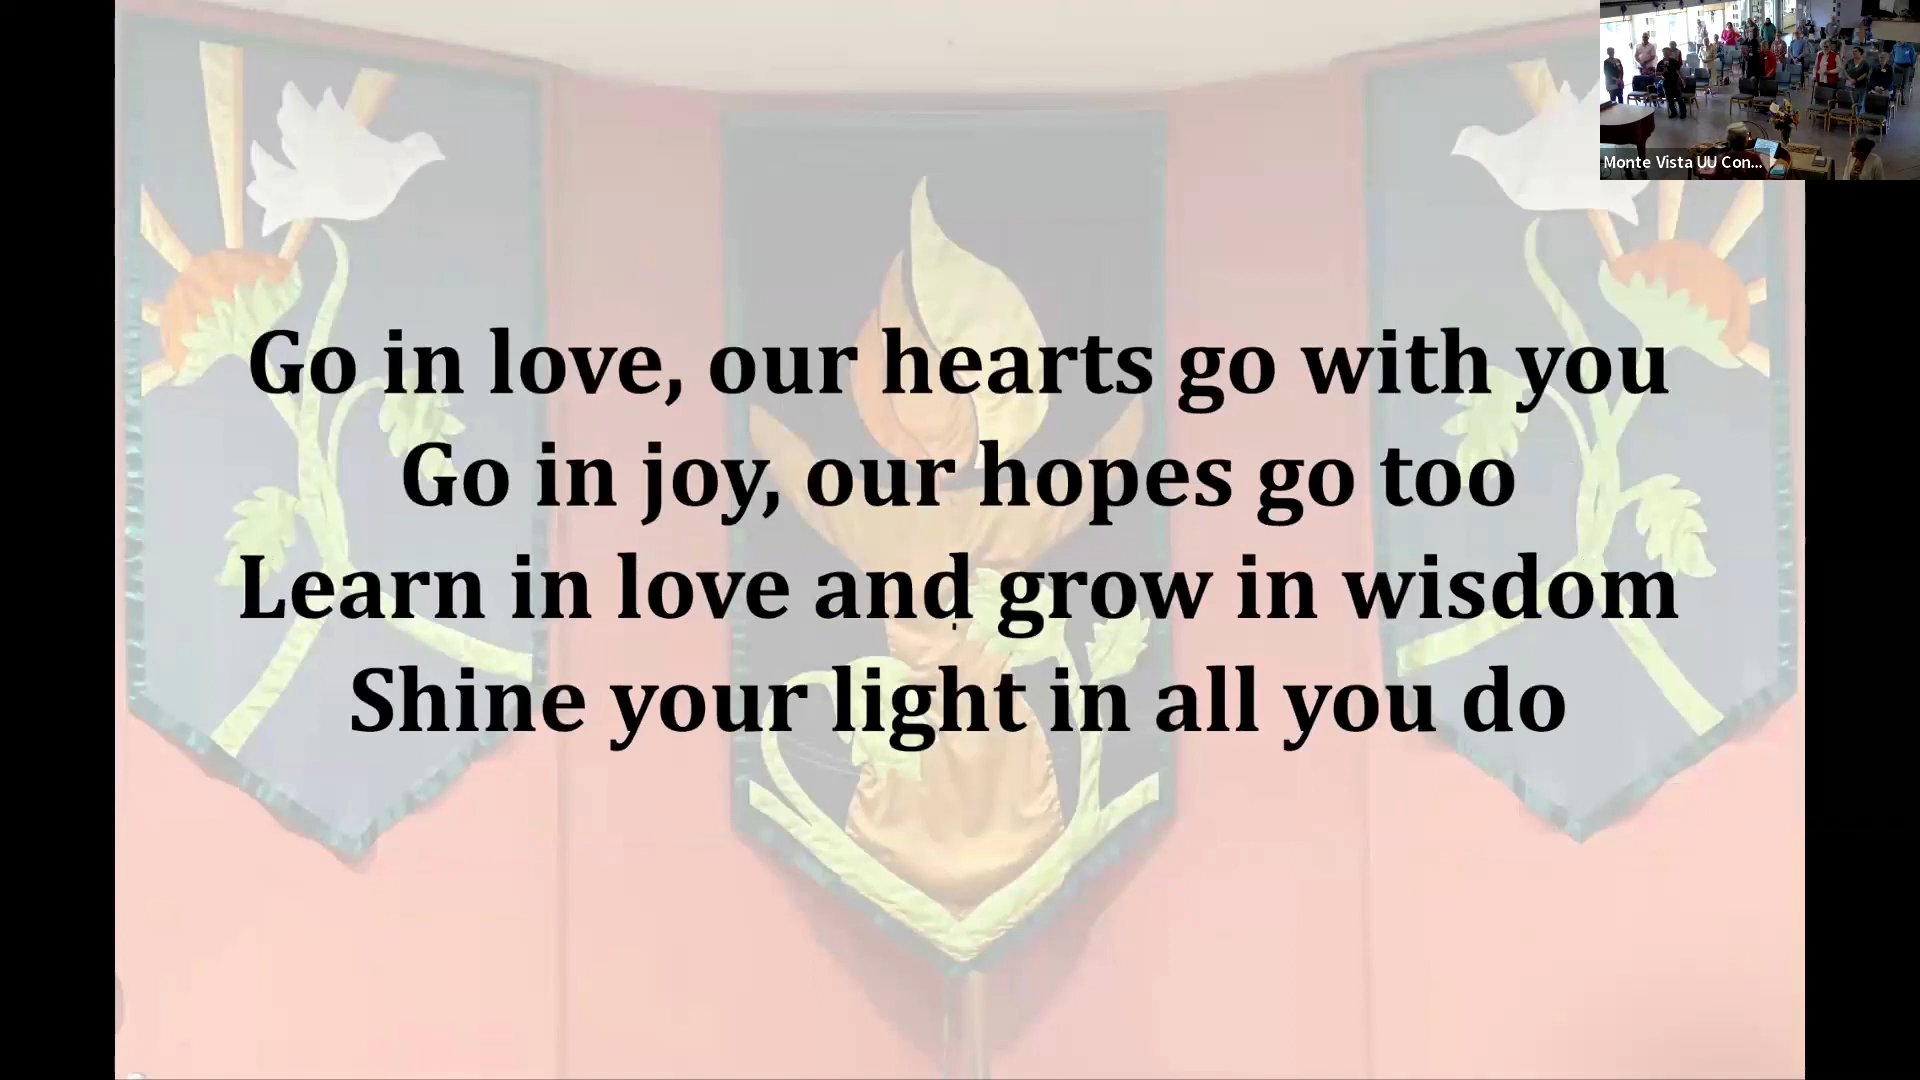 Go in love, our hearts go with you
Go in joy, our hopes go too
Learn in love and grow in wisdom
Shine your light in all you do
Monte Vista UU Con...